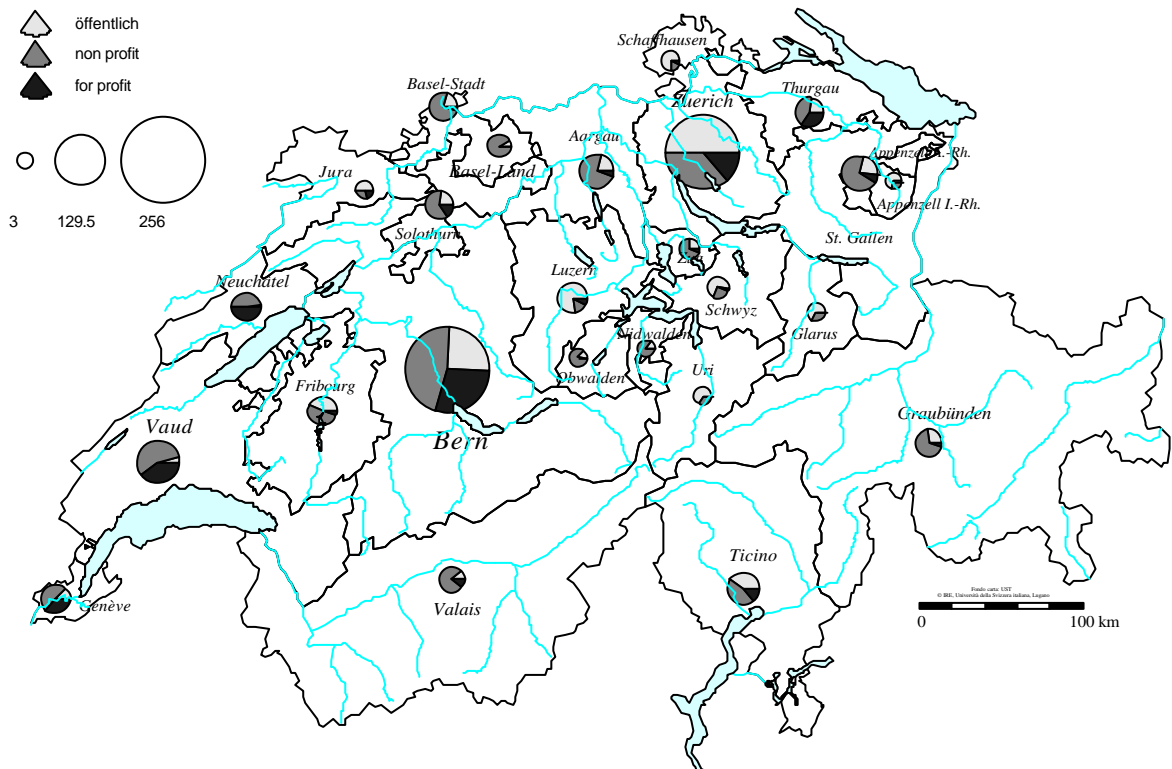 öffentlich
non profit
for profit
3 129.5 256
Schaffhausen
Basel-Stadt
Thurgau
Zuerich
Aargau
Appenzell A.-Rh.
Jura
Basel-Land
Appenzell I.-Rh.
Solothurn
St. Gallen
Zug
Luzern
Neuchâtel
Schwyz
Nidwalden
Glarus
Obwalden
Uri
Fribourg
Graubünden
Vaud
Bern
Ticino
Valais
Genève
Fondo carta: UST
© IRE, Università della Svizzera italiana, Lugano
0 100 km